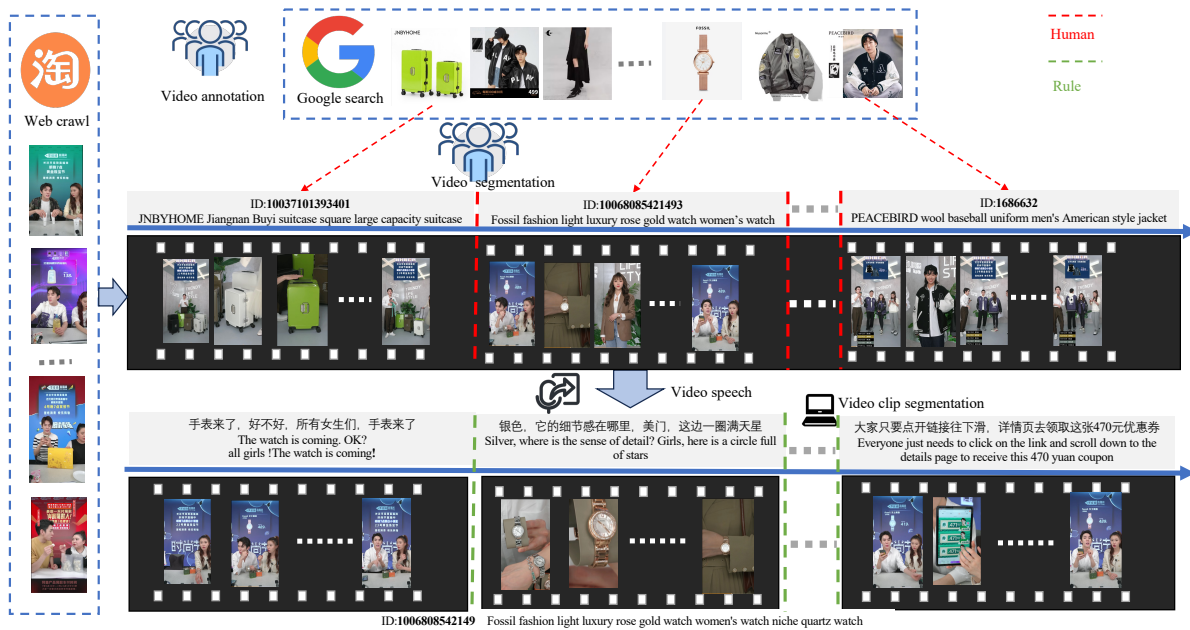 淘
Web crawl
Video annotation
Google search
JNBYHOME
499
FOSSIL
PEACEBIRD
Human
Rule
Video segmentation
ID:10037101393401
JNBYHOME Jiangnan Buyi suitcase square large capacity suitcase
ID:10068085421493
Fossil fashion light luxury rose gold watch women's watch
ID:1686632
PEACEBIRD wool baseball uniform men's American style jacket
Video speech
Video clip segmentation
手表来了，好不好，所有女生们，手表来了
The watch is coming. OK?
all girls !The watch is coming!
银色，它的细节感在哪里，美门，这边一圈满天星
Silver, where is the sense of detail? Girls, here is a circle full
of stars
大家只要点开链接往下滑，详情页去领取这张470元优惠券
Everyone just needs to click on the link and scroll down to the
details page to receive this 470 yuan coupon
ID:1006808542149 Fossil fashion light luxury rose gold watch women's watch niche quartz watch